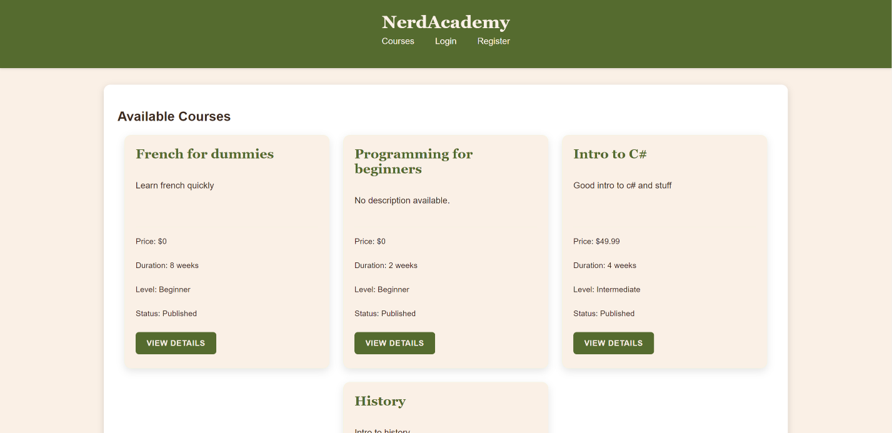 NerdAcademy
Courses Login Register
Available Courses
French for dummies
Learn french quickly
Price: $0
Duration: 8 weeks
Level: Beginner
Status: Published
VIEW DETAILS
Programming for
beginners
No description available.
Price: $0
Duration: 2 weeks
Level: Beginner
Status: Published
VIEW DETAILS
Intro to C#
Good intro to c# and stuff
Price: $49.99
Duration: 4 weeks
Level: Intermediate
Status: Published
VIEW DETAILS
History
Intro to history